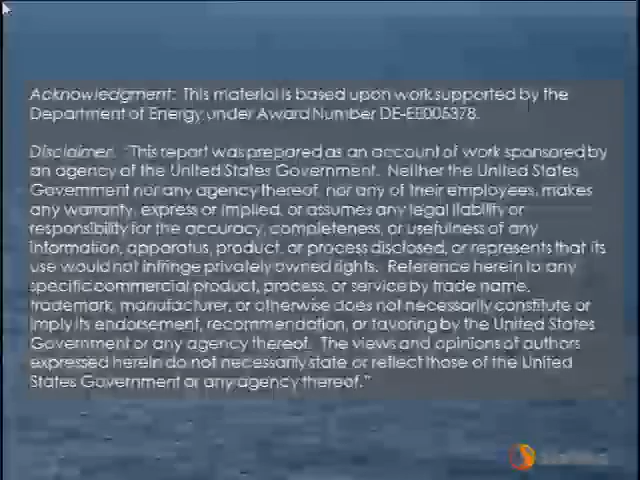 Acknowledgment: This material is based upon work supported by the
Department of Energy under Award Number DE-EE005378.
Disclaimer: "This report was prepared as an account of work sponsored by
an agency of the United States Government. Neither the United States
Government nor any agency thereof, nor any of their employees, makes
any warranty, express or implied, or assumes any legal liability or
responsibility for the accuracy, completeness, or usefulness of any
information, apparatus, product, or process disclosed, or represents that its
use would not infringe privately owned rights. Reference herein to any
specific commercial product, process, or service by trade name,
trademark, manufacturer, or otherwise does not necessarily constitute or
imply its endorsement, recommendation, or favoring by the United States
Government or any agency thereof. The views and opinions of authors
expressed herein do not necessarily state or reflect those of the United
States Government or any agency thereof."